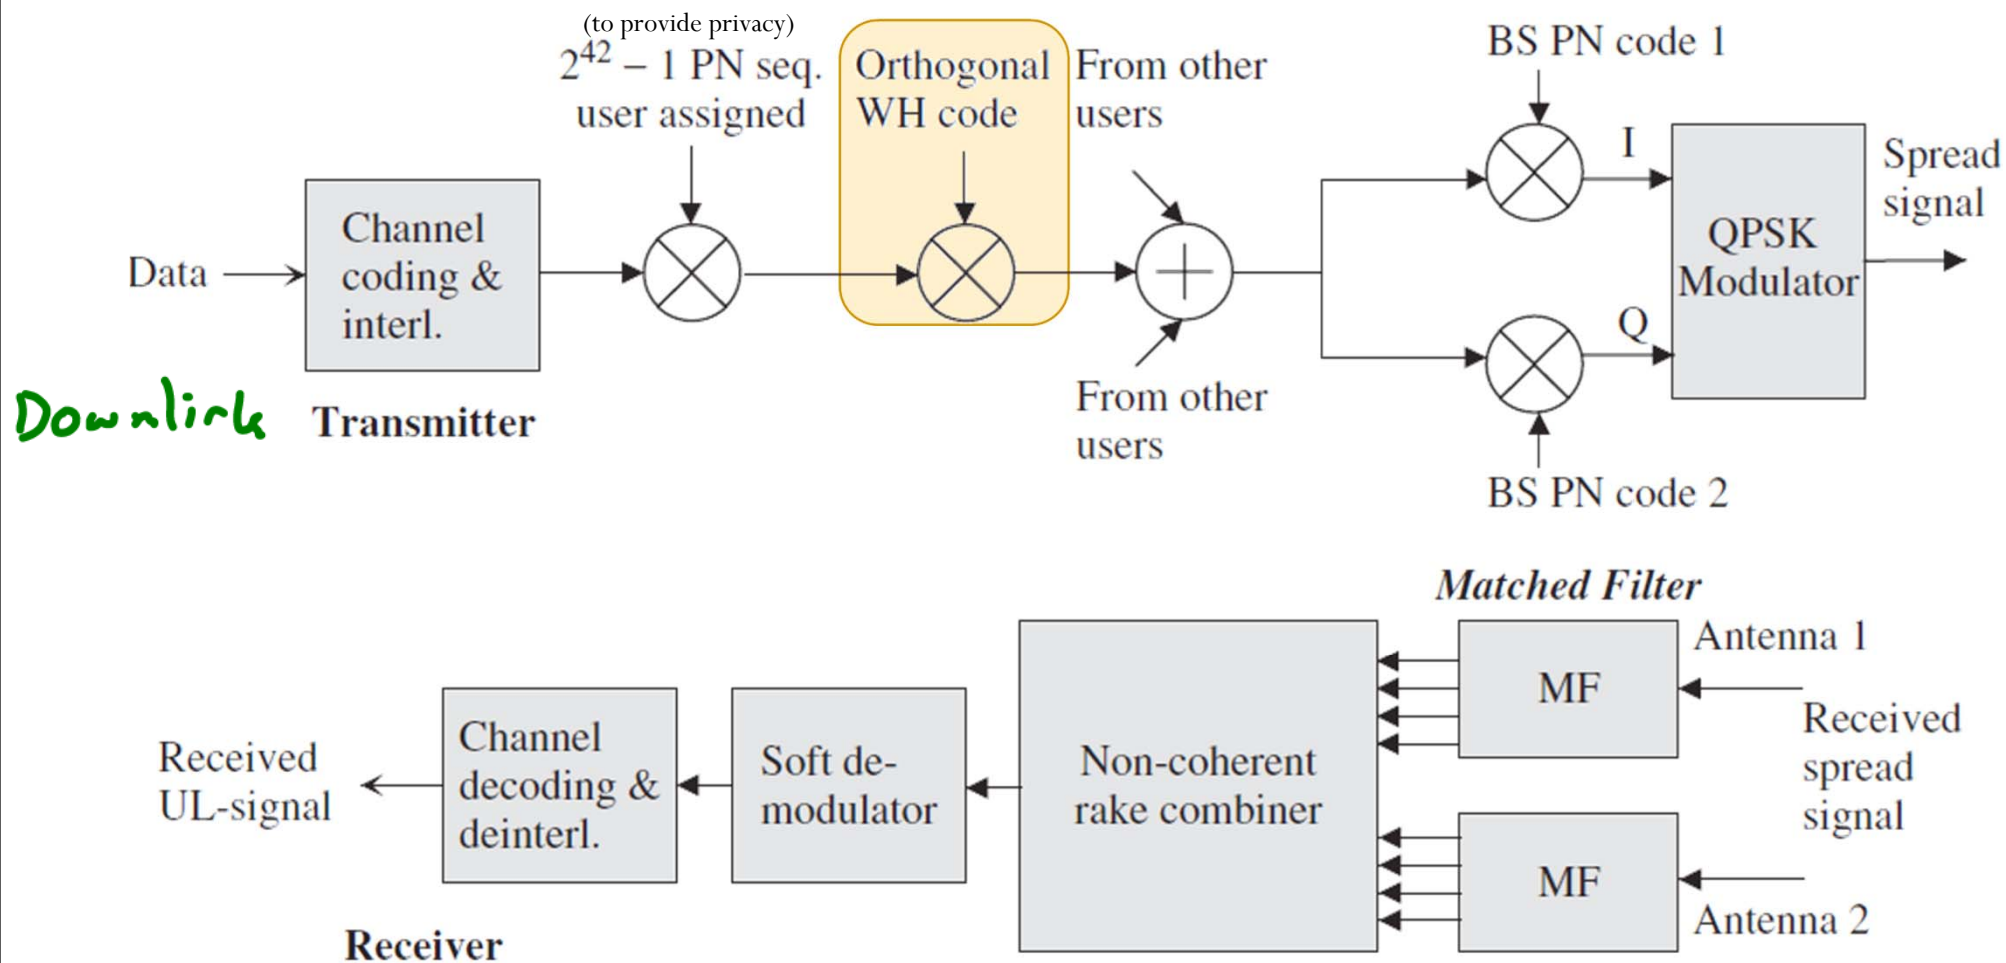 (to provide privacy)
2⁴² – 1 PN seq.
user assigned
Orthogonal
WH code
From other
users
BS PN code 1
Data
Channel
coding &
interl.
I
Q
QPSK
Modulator
Spread
signal
Downlink
Transmitter
From other
users
BS PN code 2
Matched Filter
Antenna 1
MF
Received
spread
signal
MF
Antenna 2
Non-coherent
rake combiner
Soft de-
modulator
Channel
decoding &
deinterl.
Received
UL-signal
Receiver